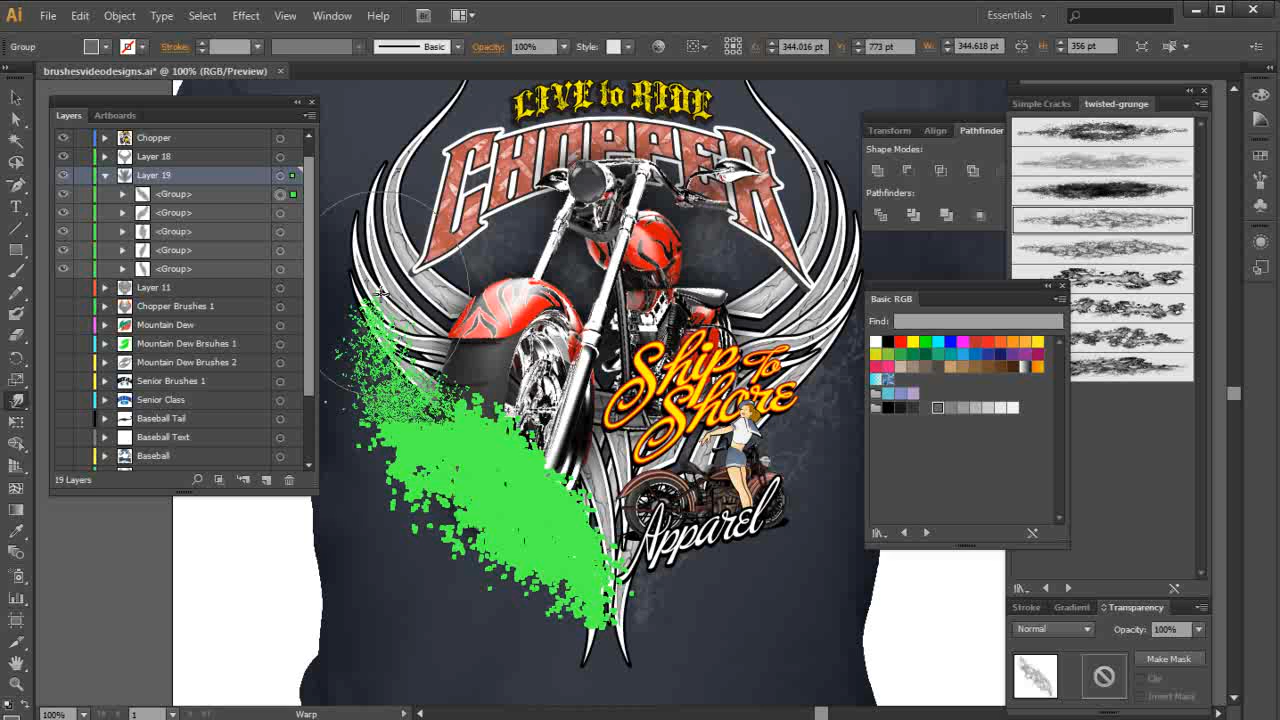 Ai File Edit Object Type Select Effect View Window Help Br Essentials
Group Stroke: Basic Opacity: 100% Style: 344.016 pt 773 pt W: 344.618 pt H: 356 pt
brushesvideodesigns.ai* @ 100% (RGB/Preview)
Layers Artboards
Chopper
Layer 18
Layer 19
<Group>
<Group>
<Group>
<Group>
<Group>
Layer 11
Chopper Brushes 1
Mountain Dew
Mountain Dew Brsuhes 1
Mountain Dew Brushes 2
Senior Brushes 1
Senior Class
Baseball Tail
Baseball Text
Baseball
19 Layers
LIVE to RIDE
CHOPPER
Ship To
Shore
Apparel
Transform Align Pathfinder
Shape Modes:
Pathfinders:
Simple Cracks twisted-grunge
Basic RGB
Find:
Stroke Gradient Transparency
Normal Opacity: 100%
Make Mask
Clip
Invert Mask
100% 1 Warp